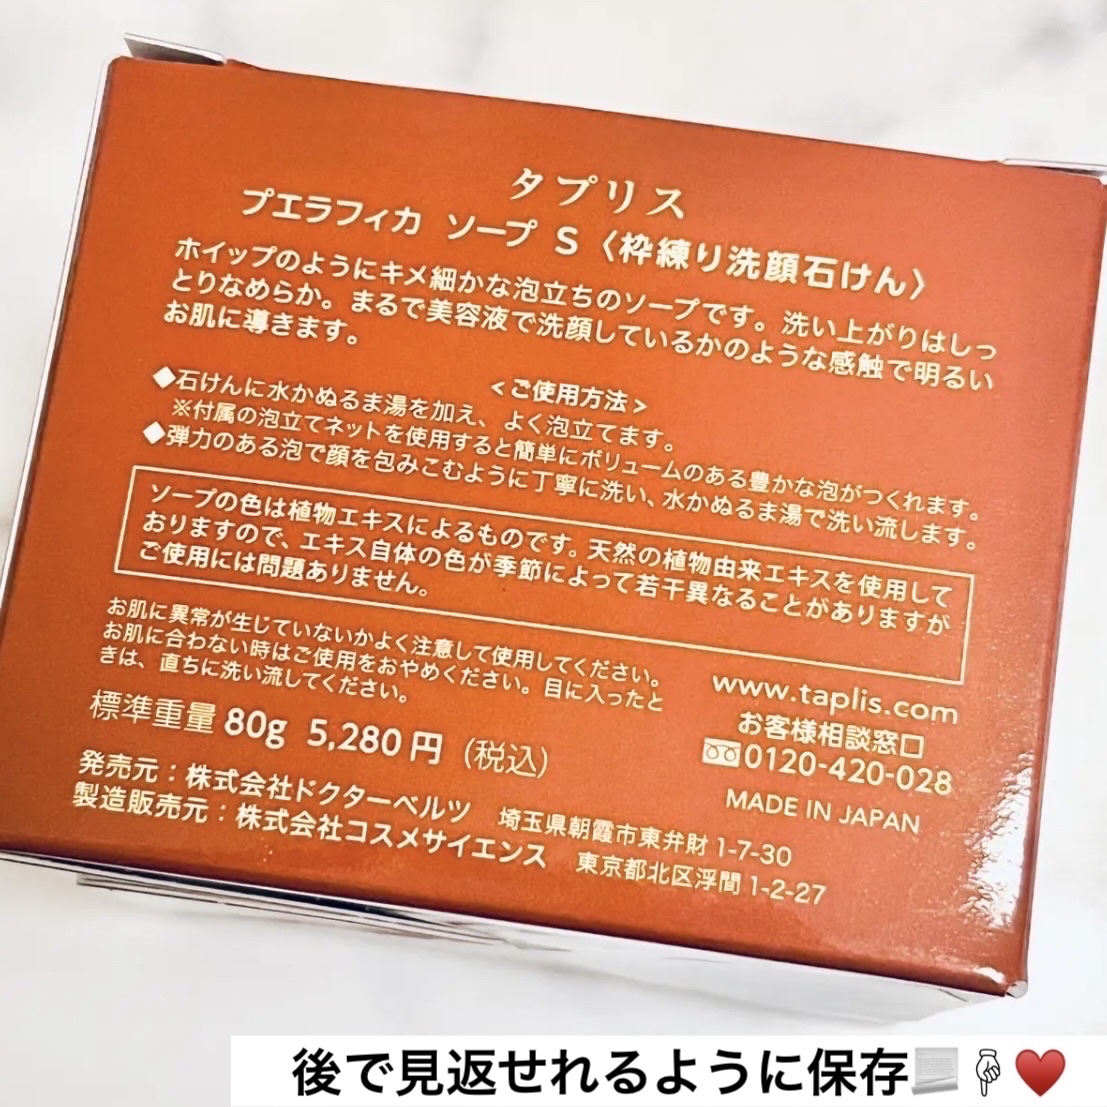 タプリス
プエラフィカ ソープ S〈枠練り洗顔石けん〉
ホイップのようにキメ細かな泡立ちのソープです。洗い上がりはしっ
とりなめらか。まるで美容液で洗顔しているかのような感触で明るい
お肌に導きます。
<ご使用方法>
◆石けんに水かぬるま湯を加え、よく泡立てます。
※付属の泡立てネットを使用すると簡単にボリュームのある豊かな泡がつくれます。
◆弾力のある泡で顔を包みこむように丁寧に洗い、水かぬるま湯で洗い流します。
ソープの色は植物エキスによるものです。天然の植物由来エキスを使用して
おりますので、エキス自体の色が季節によって若干異なることがありますが
ご使用には問題ありません。
お肌に異常が生じていないかよく注意して使用してください。
お肌に合わない時はご使用をおやめください。目に入ったと
きは、直ちに洗い流してください。
標準重量 80g 5,280円（税込）
www.taplis.com
お客様相談窓口
0120-420-028
MADE IN JAPAN
発売元：株式会社ドクターベルツ 埼玉県朝霞市東弁財 1-7-30
製造販売元：株式会社コスメサイエンス 東京都北区浮間 1-2-27
後で見返せれるように保存📃👇♥